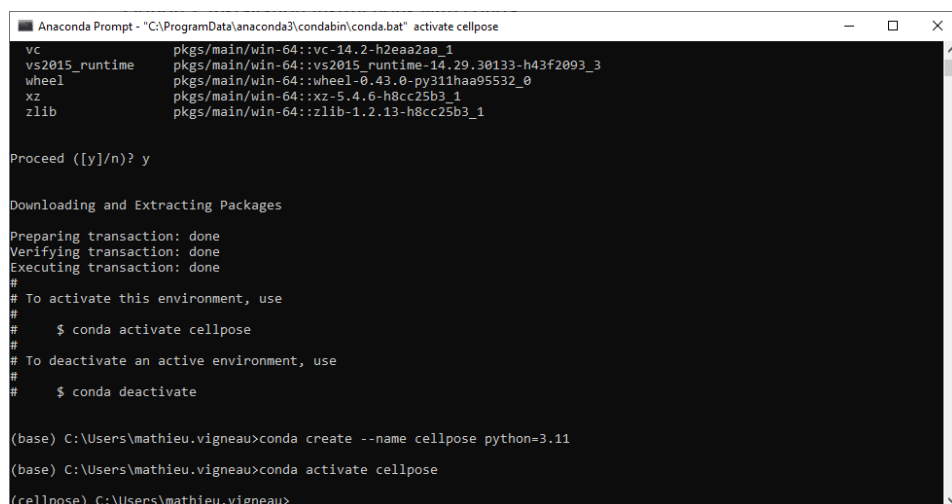 Anaconda Prompt - "C:\ProgramData\anaconda3\condabin\conda.bat" activate cellpose
vc pkgs/main/win-64::vc-14.2-h2eaa2aa_1
vs2015_runtime pkgs/main/win-64::vs2015_runtime-14.29.30133-h43f2093_3
wheel pkgs/main/win-64::wheel-0.43.0-py311haa95532_0
xz pkgs/main/win-64::xz-5.4.6-h8cc25b3_1
zlib pkgs/main/win-64::zlib-1.2.13-h8cc25b3_1
Proceed ([y]/n)? y
Downloading and Extracting Packages
Preparing transaction: done
Verifying transaction: done
Executing transaction: done
#
# To activate this environment, use
#
# $ conda activate cellpose
#
# To deactivate an active environment, use
#
# $ conda deactivate
(base) C:\Users\mathieu.vigneau>conda create --name cellpose python=3.11
(base) C:\Users\mathieu.vigneau>conda activate cellpose
(cellpose) C:\Users\mathieu.vigneau>